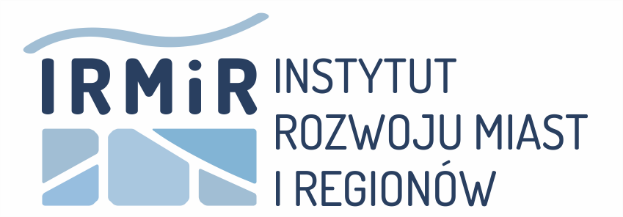 IRMiR
INSTYTUT
ROZWOJU MIAST
I REGIONÓW